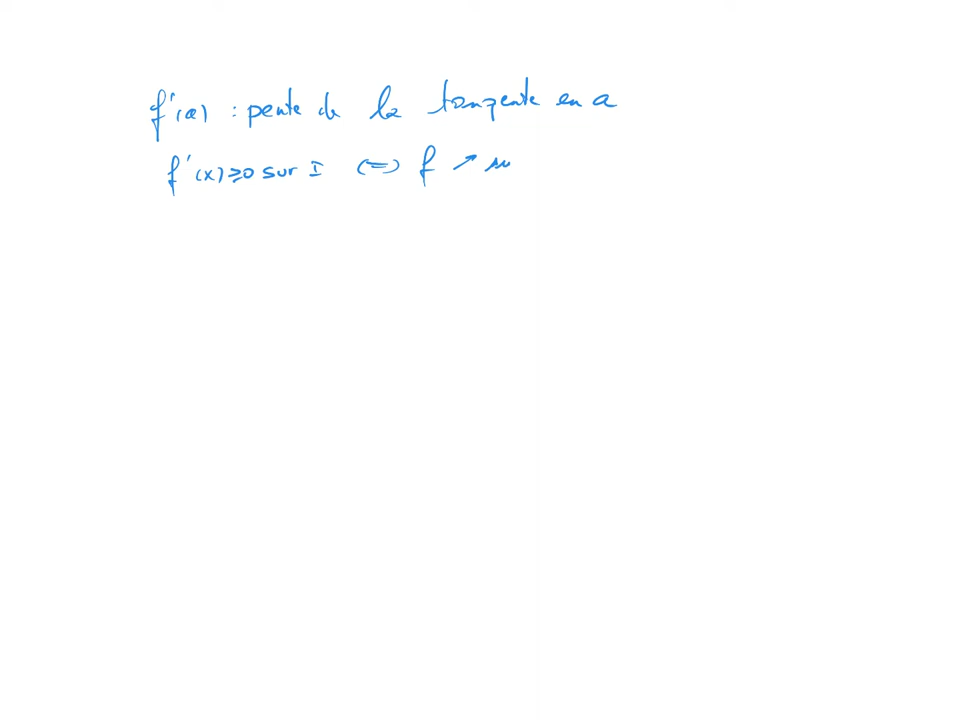 f'(a) : pente de la tangente en a
f'(x) ≥ 0 sur I ⇔ f ↗ su